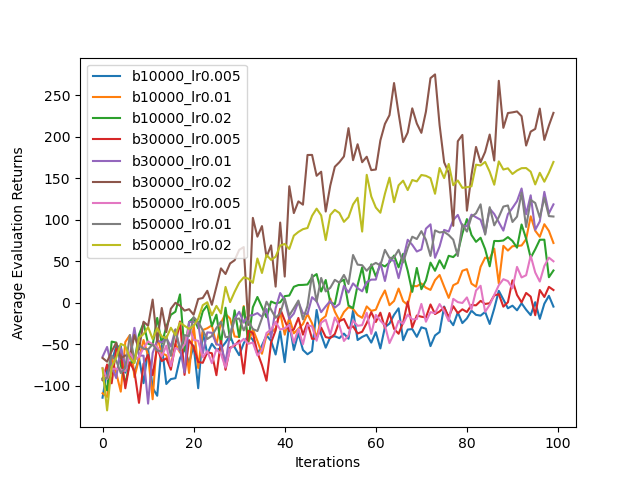 b10000_lr0.005
b10000_lr0.01
b10000_lr0.02
b30000_lr0.005
b30000_lr0.01
b30000_lr0.02
b50000_lr0.005
b50000_lr0.01
b50000_lr0.02
250
200
150
100
50
0
−50
−100
Average Evaluation Returns
0 20 40 60 80 100
Iterations